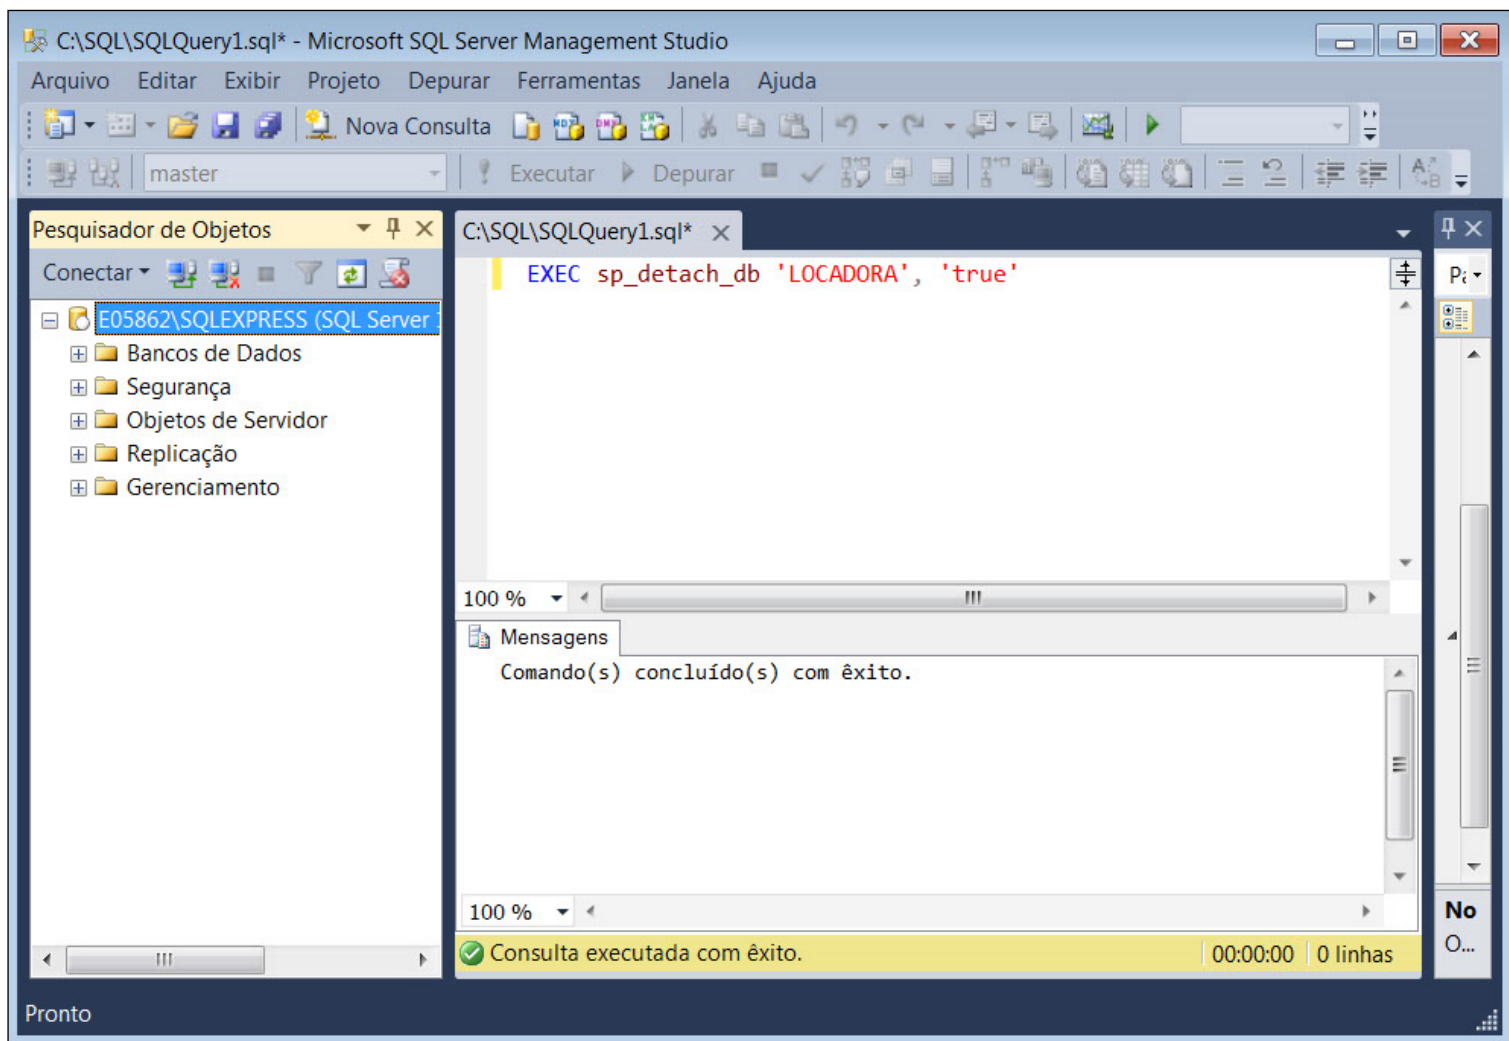 C:\SQL\SQLQuery1.sql* - Microsoft SQL Server Management Studio
Arquivo Editar Exibir Projeto Depurar Ferramentas Janela Ajuda
Nova Consulta
master Executar Depurar
Pesquisador de Objetos
Conectar
E05862\SQLEXPRESS (SQL Server
Bancos de Dados
Segurança
Objetos de Servidor
Replicação
Gerenciamento
C:\SQL\SQLQuery1.sql*
EXEC sp_detach_db 'LOCADORA', 'true'
100 %
Mensagens
Comando(s) concluído(s) com êxito.
100 %
Consulta executada com êxito. 00:00:00 0 linhas
No
O...
Pronto